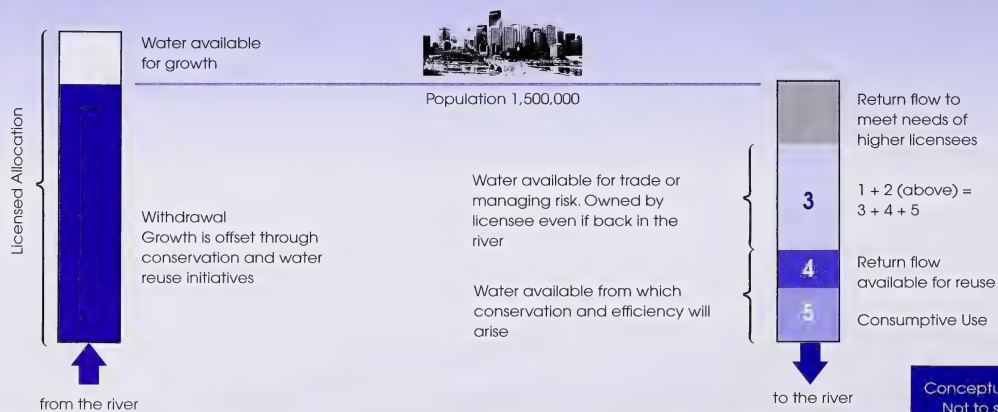 Licensed Allocation
Water available
for growth
Withdrawal
Growth is offset through
conservation and water
reuse initiatives
from the river
Population 1,500,000
Water available for trade or
managing risk. Owned by
licensee even if back in the
river
Water available from which
conservation and efficiency will
arise
3
4
5
to the river
Return flow to
meet needs of
higher licensees
1 + 2 (above) =
3 + 4 + 5
Return flow
available for reuse
Consumptive Use
Not to